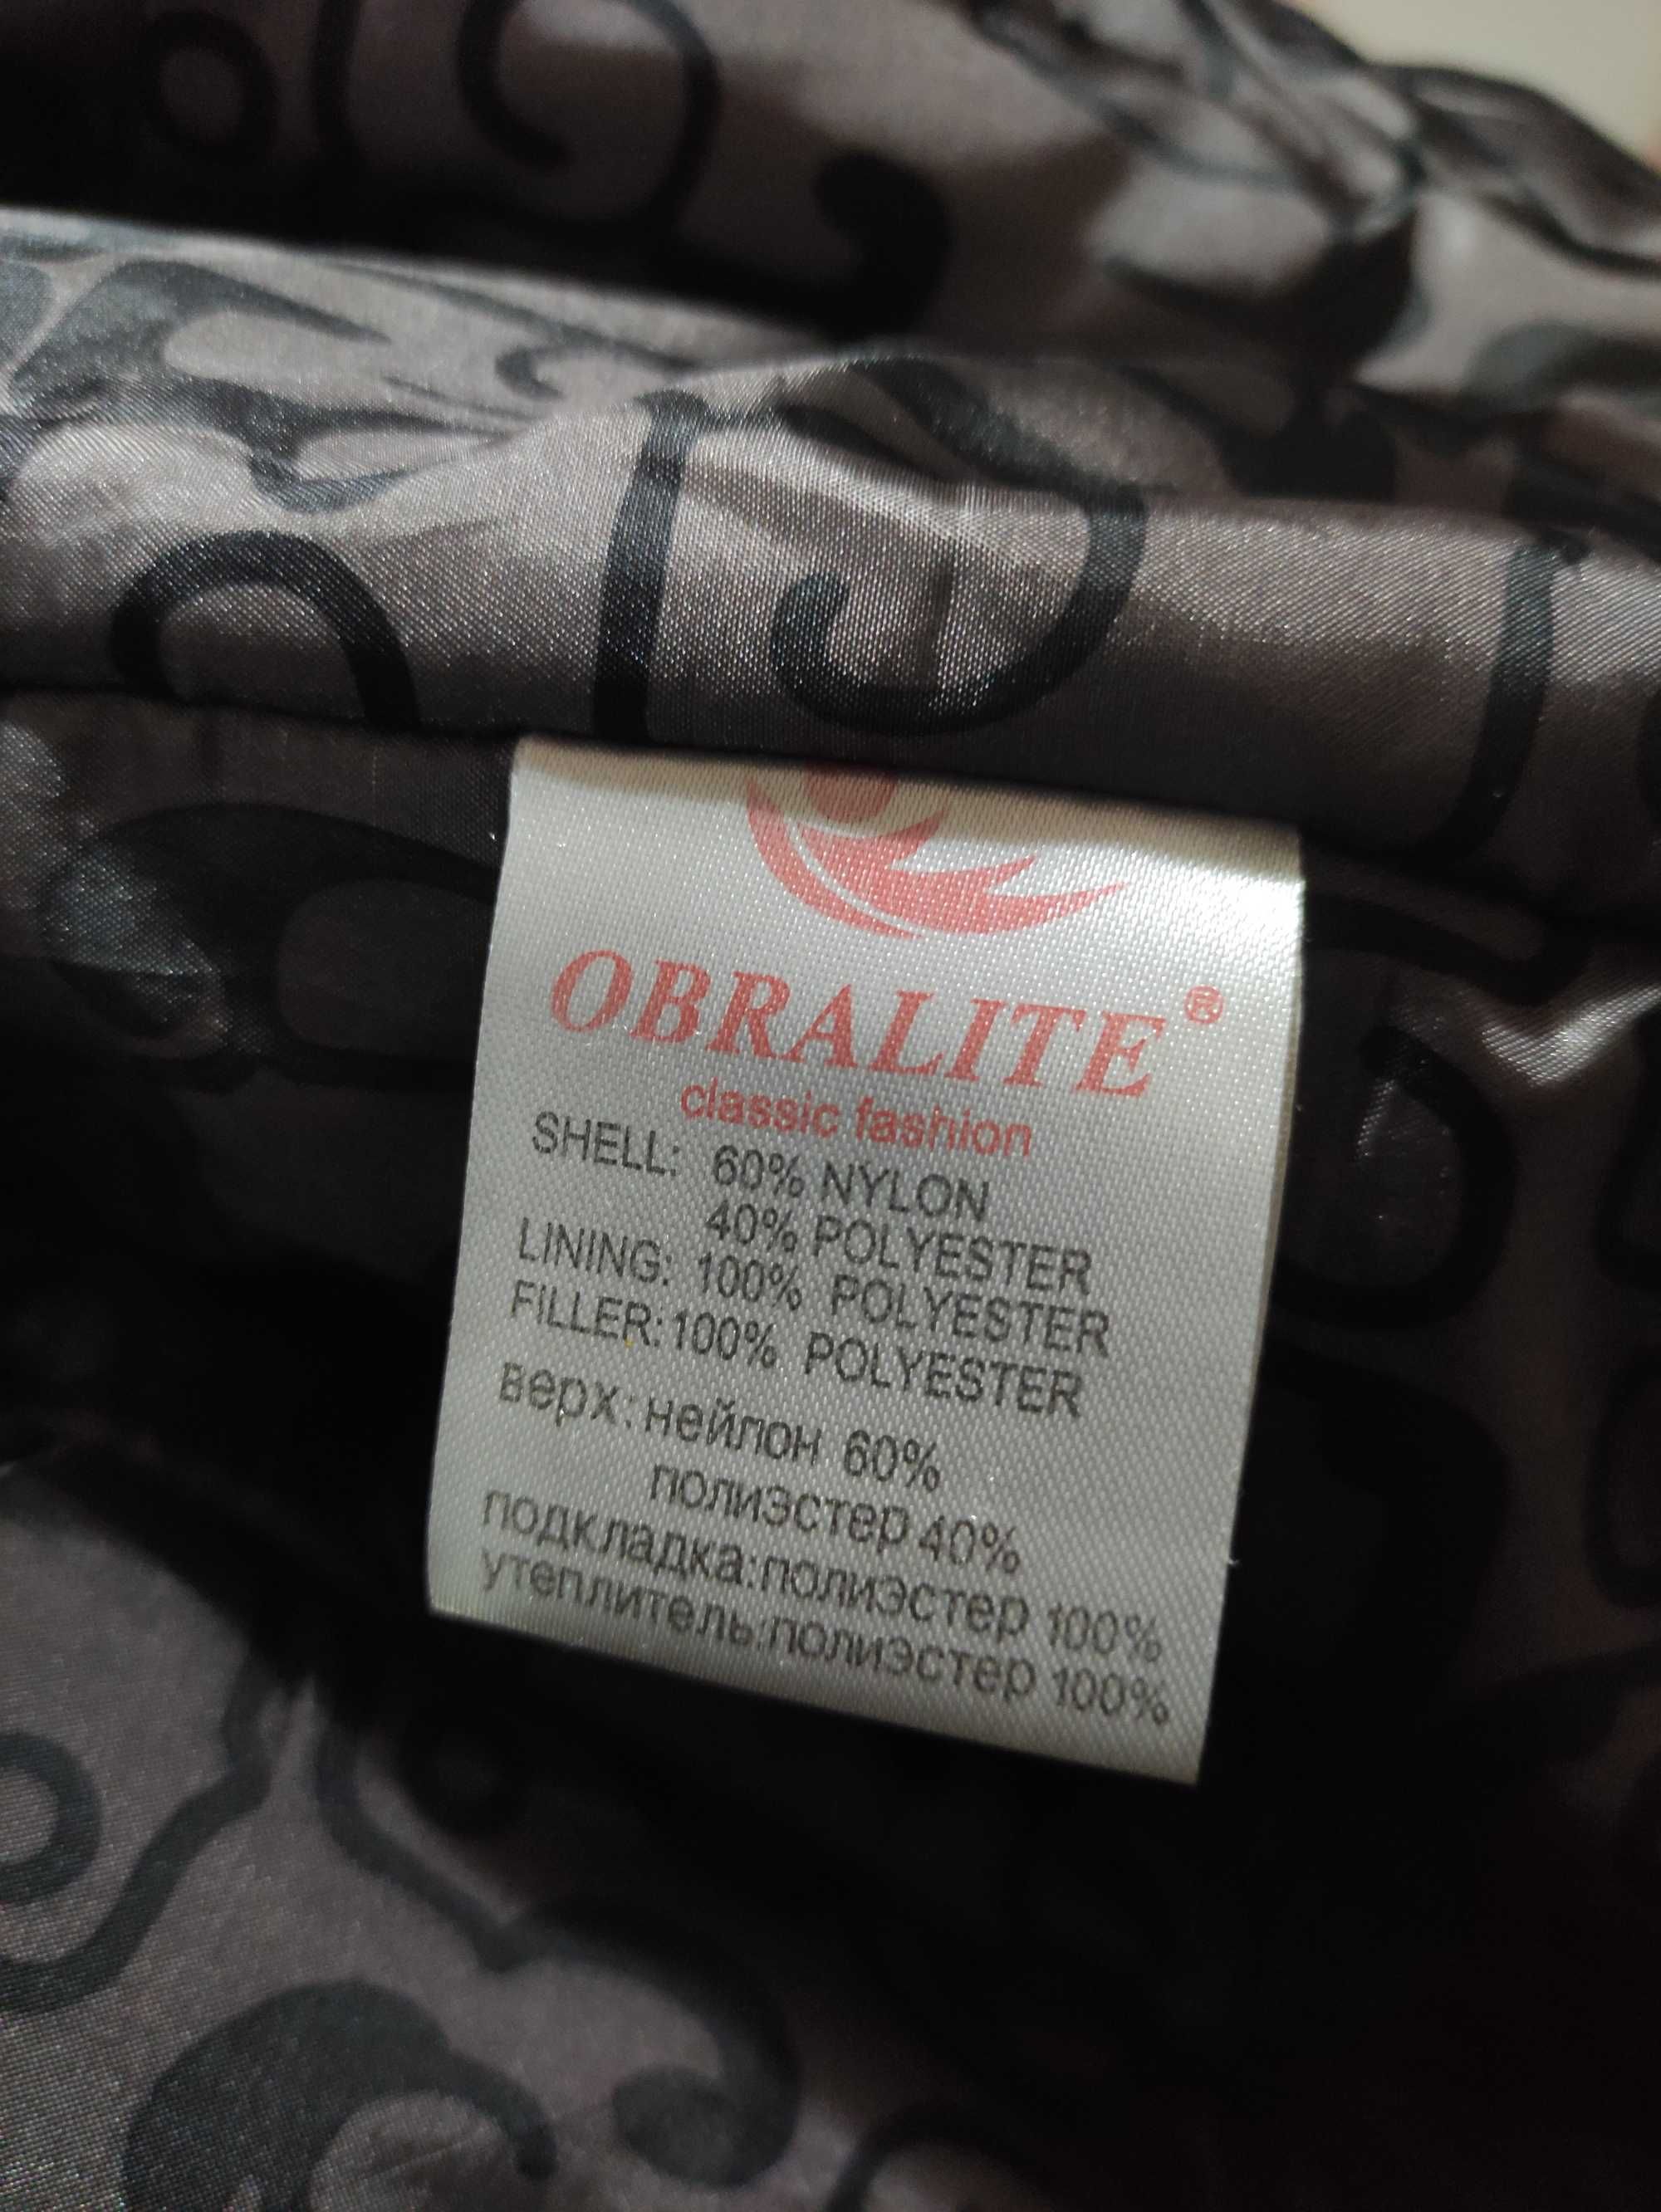 OBRALITE®
classic fashion
SHELL: 60% NYLON
40% POLYESTER
LINING: 100% POLYESTER
FILLER: 100% POLYESTER
верх: нейлон 60%
полиэстер 40%
подкладка: полиэстер 100%
утеплитель: полиэстер 100%